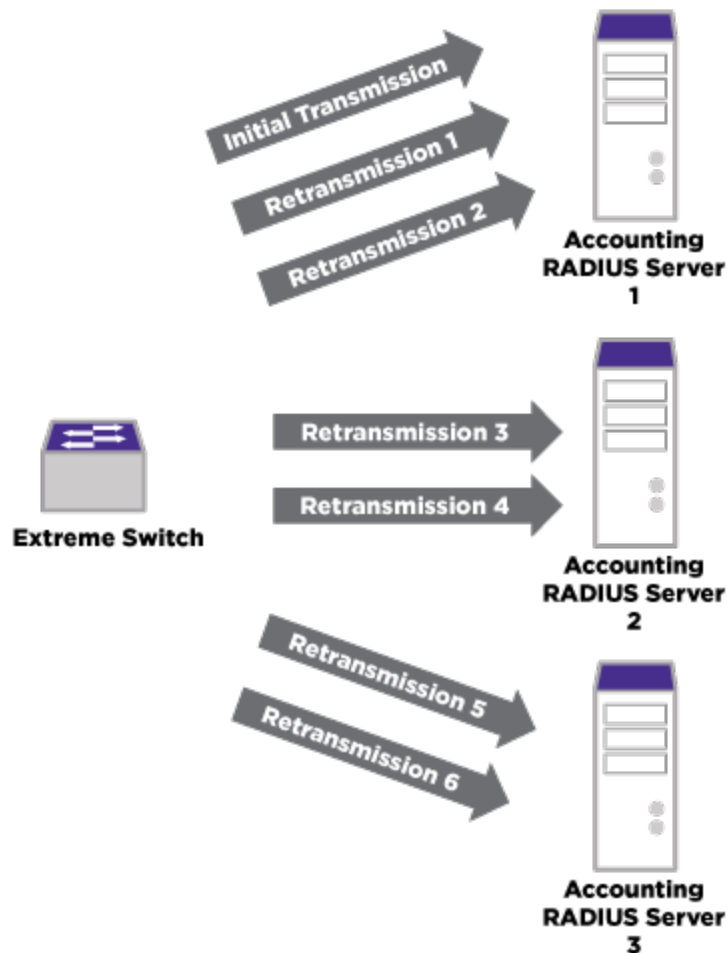 Initial Transmission
Retransmission 1
Retransmission 2
Accounting
RADIUS Server
1
Retransmission 3
Retransmission 4
Extreme Switch
Accounting
RADIUS Server
2
Retransmission 5
Retransmission 6
Accounting
RADIUS Server
3